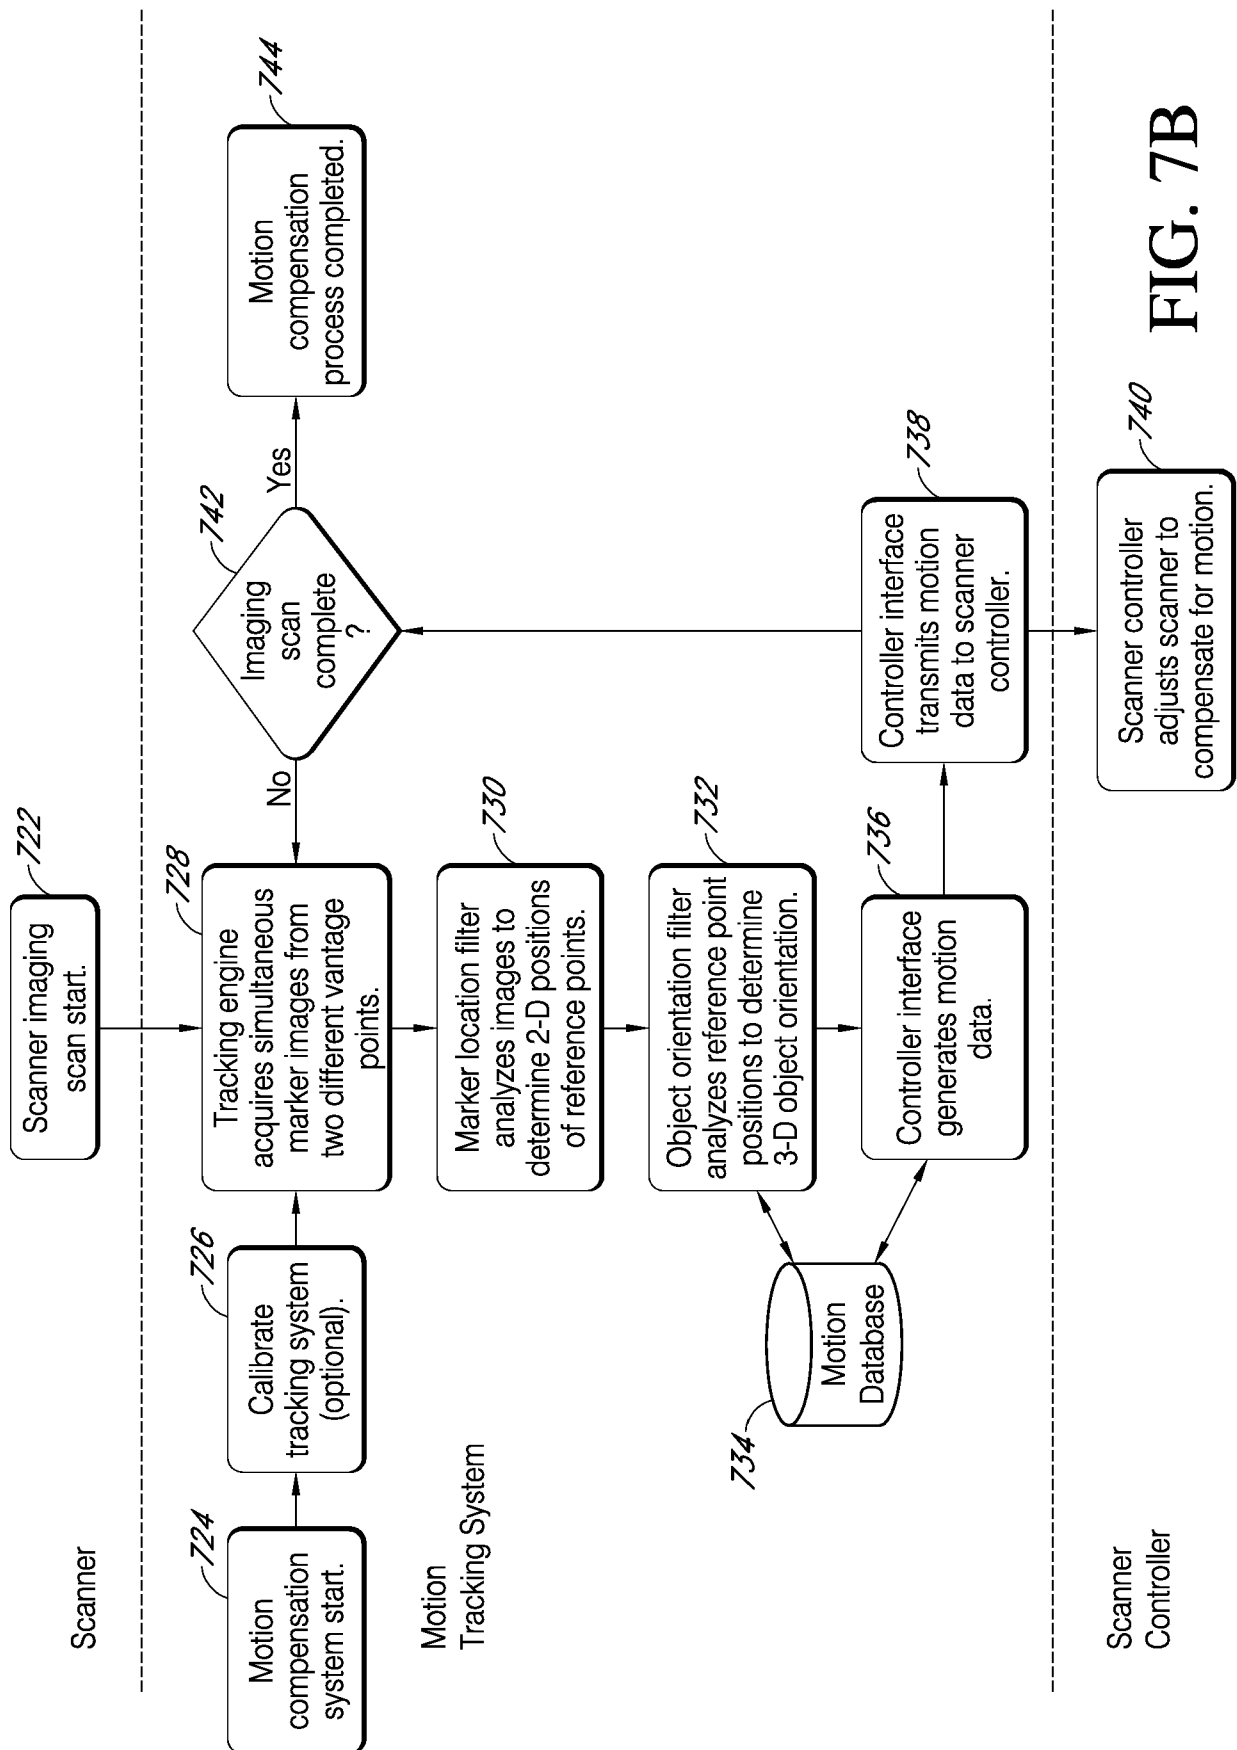 Scanner
Scanner imaging
scan start.
722
Motion
compensation
system start.
724
Calibrate
tracking system
(optional).
726
Tracking engine
acquires simultaneous
marker images from
two different vantage
points.
728
No
Imaging
scan
complete
?
742
Yes
Motion
compensation
process completed.
744
Motion
Tracking System
Marker location filter
analyzes images to
determine 2-D positions
of reference points.
730
Object orientation filter
analyzes reference point
positions to determine
3-D object orientation.
732
Motion
Database
734
Controller interface
generates motion
data.
736
Controller interface
transmits motion
data to scanner
controller.
738
Scanner
Controller
Scanner controller
adjusts scanner to
compensate for motion.
740
FIG. 7B